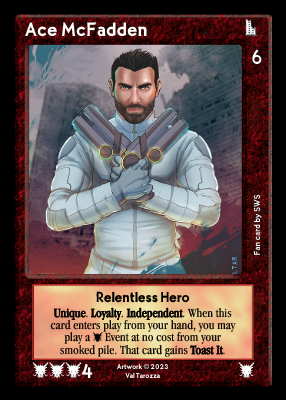 Ace McFadden
6
Fan card by SWS
LTAR
Relentless Hero
Unique. Loyalty. Independent. When this
card enters play from your hand, you may
play a Event at no cost from your
smoked pile. That card gains Toast It.
4
Artwork © 2023
Val Tarozza